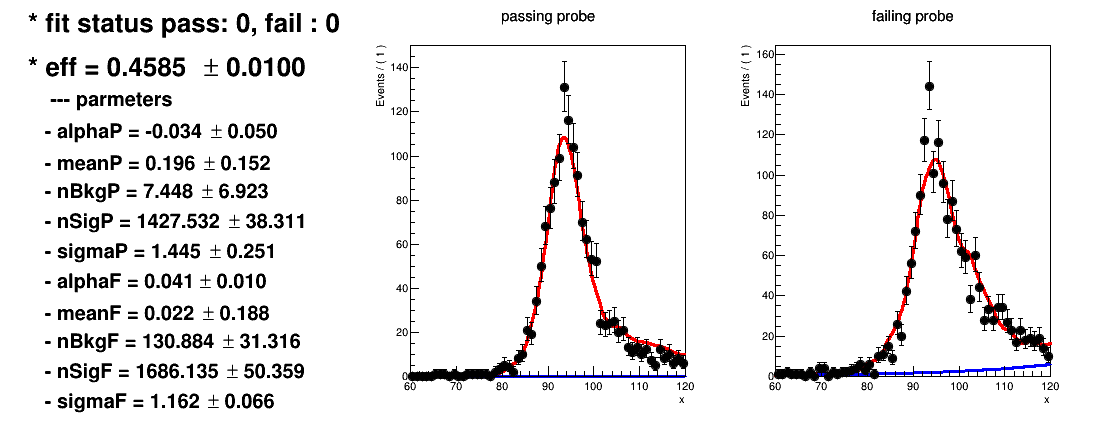 * fit status pass: 0, fail : 0
* eff = 0.4585 ± 0.0100
--- parmeters
- alphaP = -0.034 ± 0.050
- meanP = 0.196 ± 0.152
- nBkgP = 7.448 ± 6.923
- nSigP = 1427.532 ± 38.311
- sigmaP = 1.445 ± 0.251
- alphaF = 0.041 ± 0.010
- meanF = 0.022 ± 0.188
- nBkgF = 130.884 ± 31.316
- nSigF = 1686.135 ± 50.359
- sigmaF = 1.162 ± 0.066
passing probe
Events / ( 1 )
140
120
100
80
60
40
20
0
60 70 80 90 100 110 120
x
failing probe
Events / ( 1 )
160
140
120
100
80
60
40
20
0
60 70 80 90 100 110 120
x